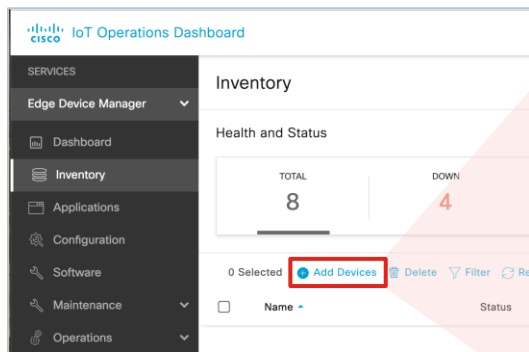 cisco IoT Operations Dashboard
SERVICES
Edge Device Manager
Dashboard
Inventory
Applications
Configuration
Software
Maintenance
Operations
Inventory
Health and Status
TOTAL DOWN
8 4
0 Selected Add Devices Delete Filter Re
Name Status